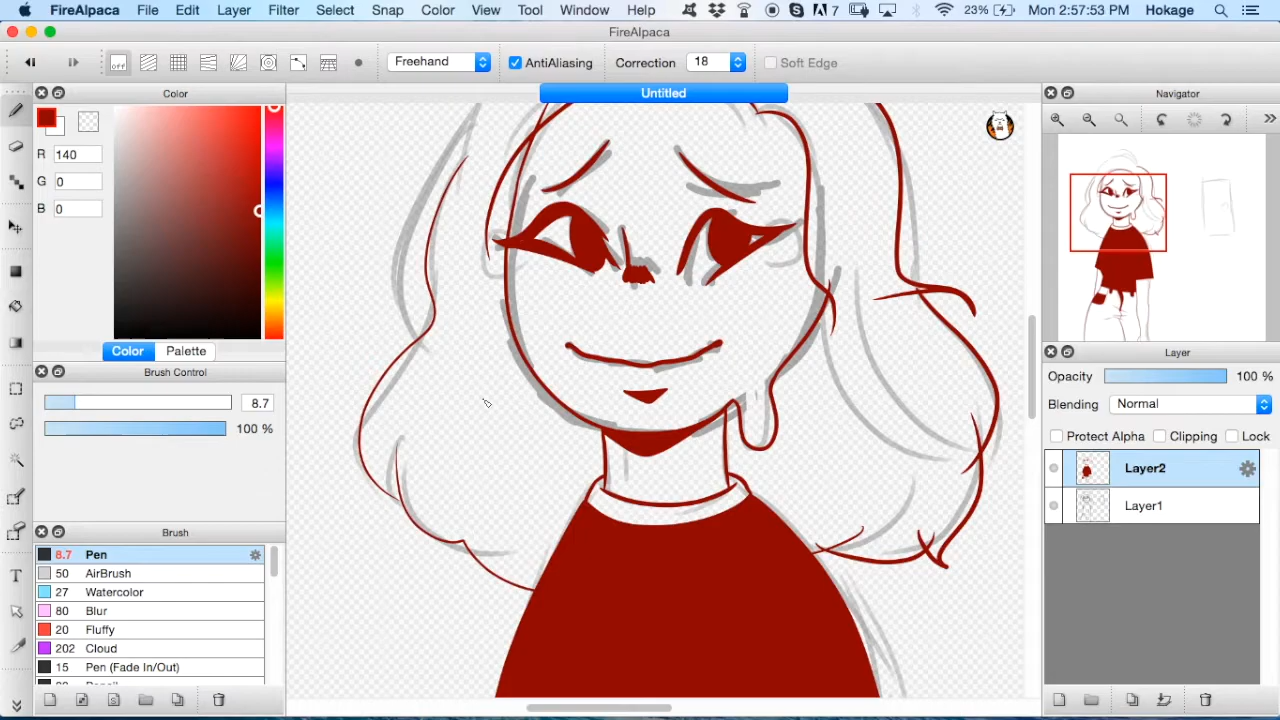 FireAlpaca File Edit Layer Filter Select Snap Color View Tool Window Help 7 23% Mon 2:57:53 PM Hokage
FireAlpaca
off Freehand AntiAliasing Correction 18 Soft Edge
Color
R 140
G 0
B 0
Color Palette
Brush Control
8.7
100 %
Brush
8.7 Pen
50 AirBrush
27 Watercolor
80 Blur
20 Fluffy
202 Cloud
15 Pen (Fade In/Out)
Untitled
Navigator
Layer
Opacity 100 %
Blending Normal
Protect Alpha Clipping Lock
Layer2
Layer1
T